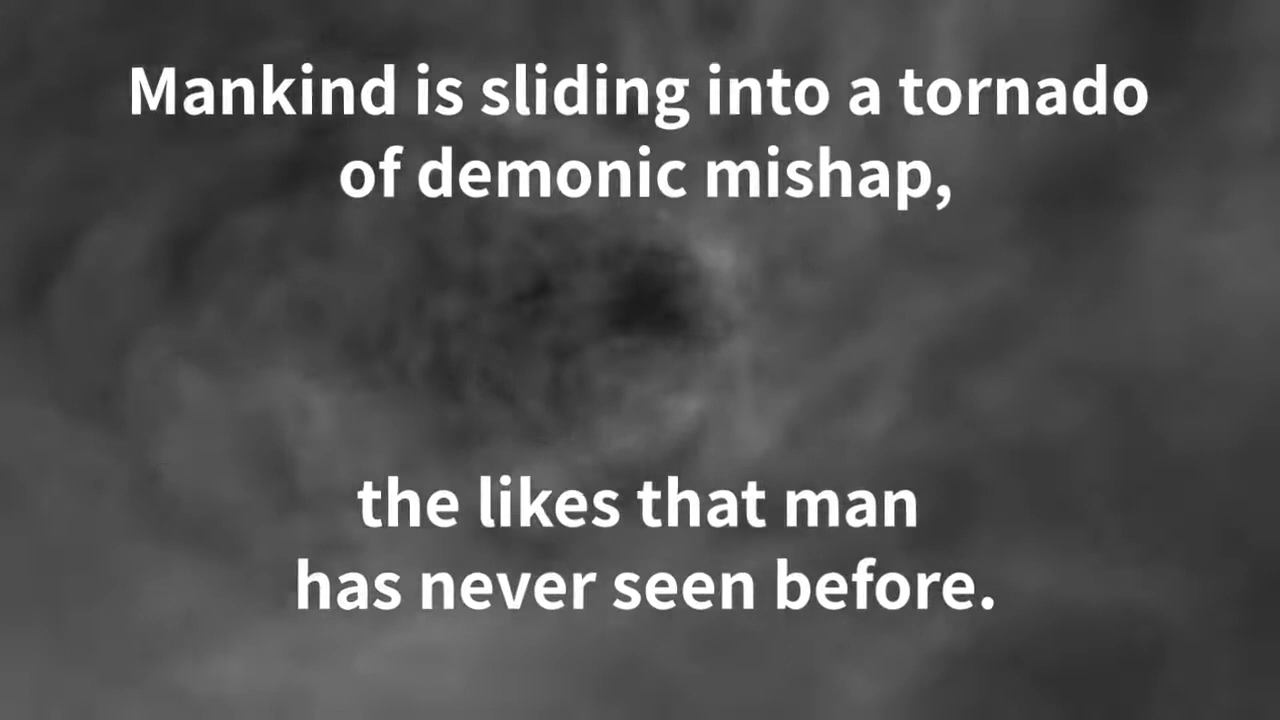 Mankind is sliding into a tornado
of demonic mishap,
the likes that man
has never seen before.